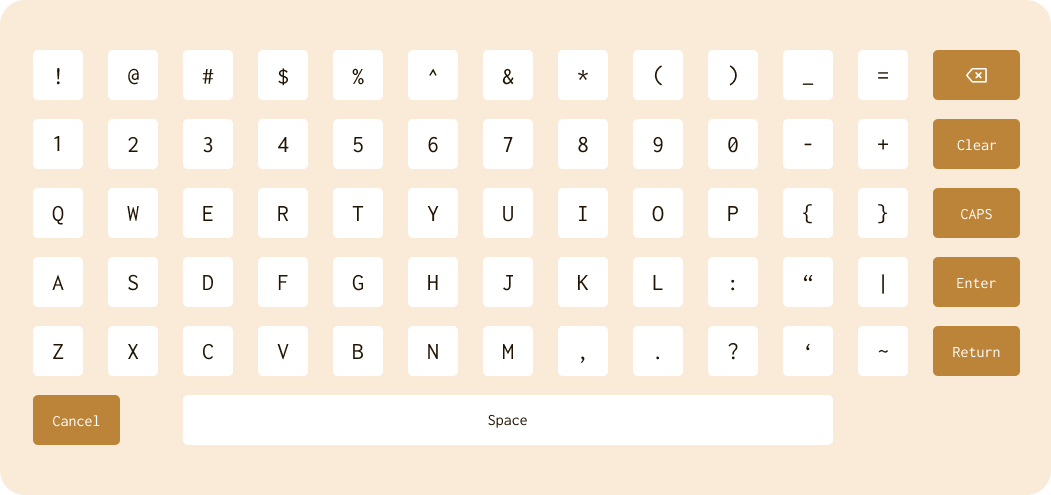 ! @ # $ % ^ & * ( ) _ =
1 2 3 4 5 6 7 8 9 0 - + Clear
Q W E R T Y U I O P { } CAPS
A S D F G H J K L : “ | Enter
Z X C V B N M , . ? ‘ ~ Return
Cancel Space